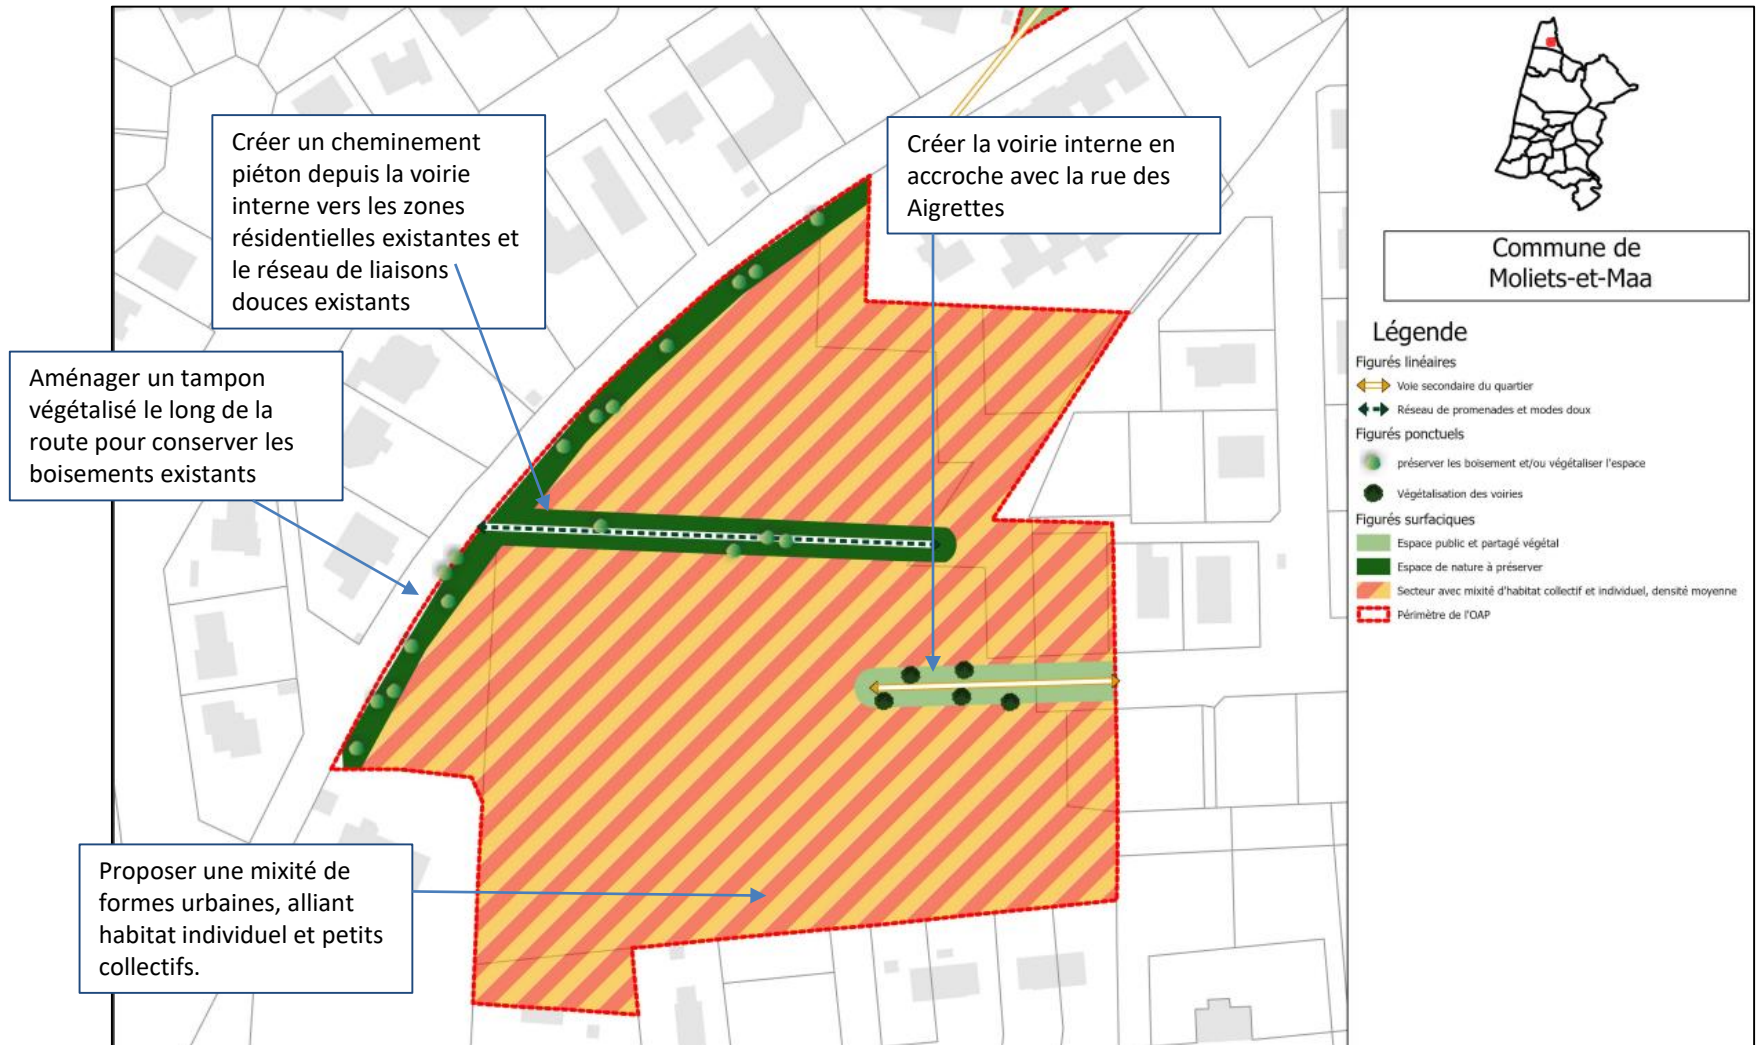 Créer un cheminement
piéton depuis la voirie
interne vers les zones
résidentielles existantes et
le réseau de liaisons
douces existants
Créer la voirie interne en
accroche avec la rue des
Aigrettes
Aménager un tampon
végétalisé le long de la
route pour conserver les
boisements existants
Proposer une mixité de
formes urbaines, alliant
habitat individuel et petits
collectifs.
Commune de
Moliets-et-Maa
Légende
Figurés linéaires
Voie secondaire du quartier
Réseau de promenades et modes doux
Figurés ponctuels
préserver les boisement et/ou végétaliser l'espace
Végétalisation des voiries
Figurés surfaciques
Espace public et partagé végétal
Espace de nature à préserver
Secteur avec mixité d'habitat collectif et individuel, densité moyenne
Périmètre de l'OAP